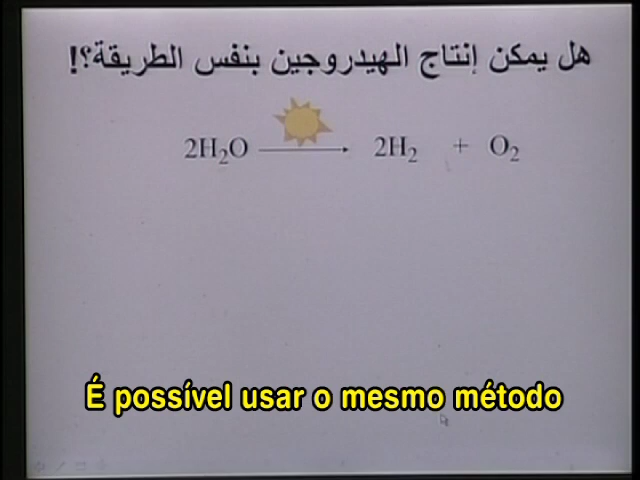 هل يمكن إنتاج الهيدروجين بنفس الطريقة؟!
2H₂O ⟶ 2H₂ + O₂
É possível usar o mesmo método